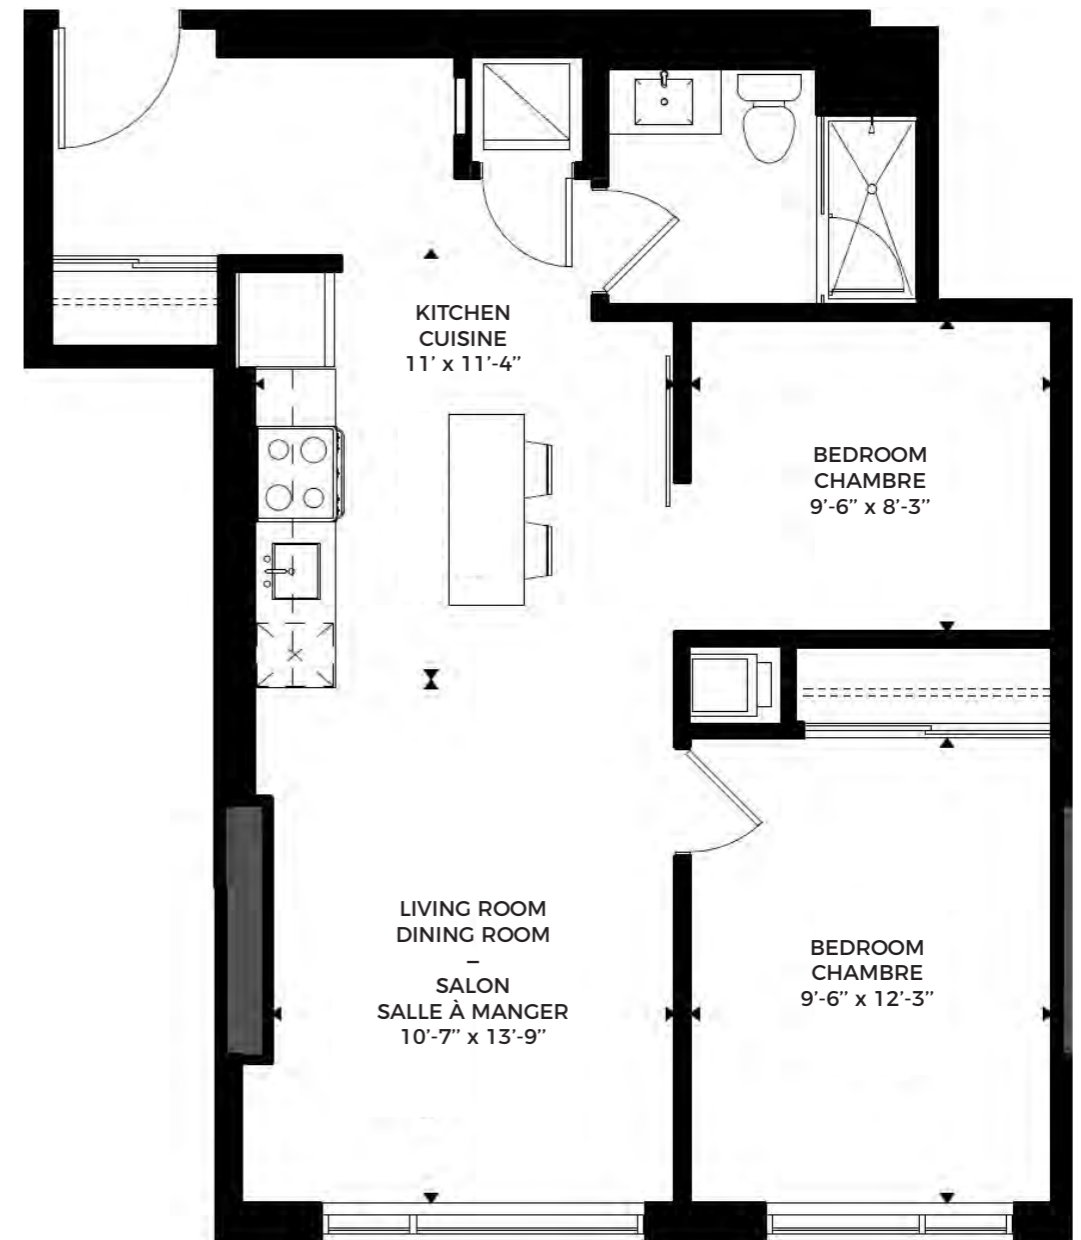 KITCHEN
CUISINE
11’ x 11’-4”
BEDROOM
CHAMBRE
9’-6” x 8’-3”
LIVING ROOM
DINING ROOM
–
SALON
SALLE À MANGER
10’-7” x 13’-9”
BEDROOM
CHAMBRE
9’-6” x 12’-3”